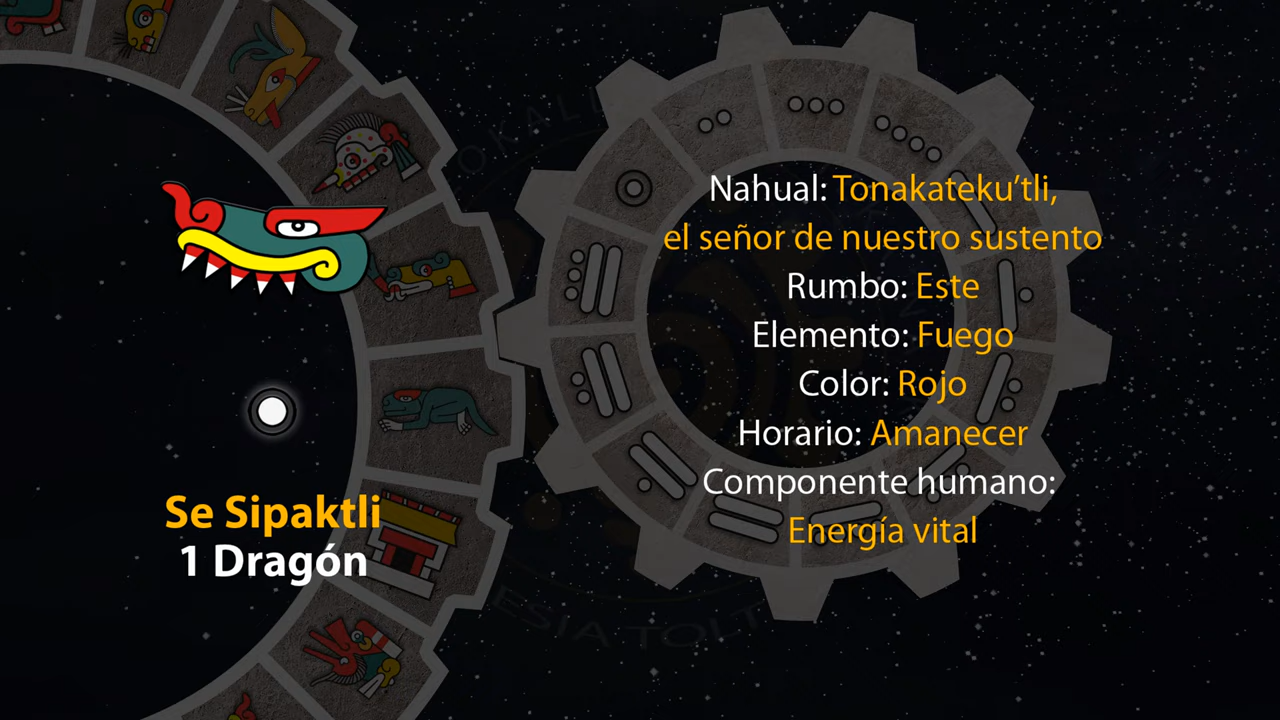 Nahual: Tonakateku’tli,
el señor de nuestro sustento
Rumbo: Este
Elemento: Fuego
Color: Rojo
Horario: Amanecer
Componente humano:
Energía vital
Se Sipaktli
1 Dragón